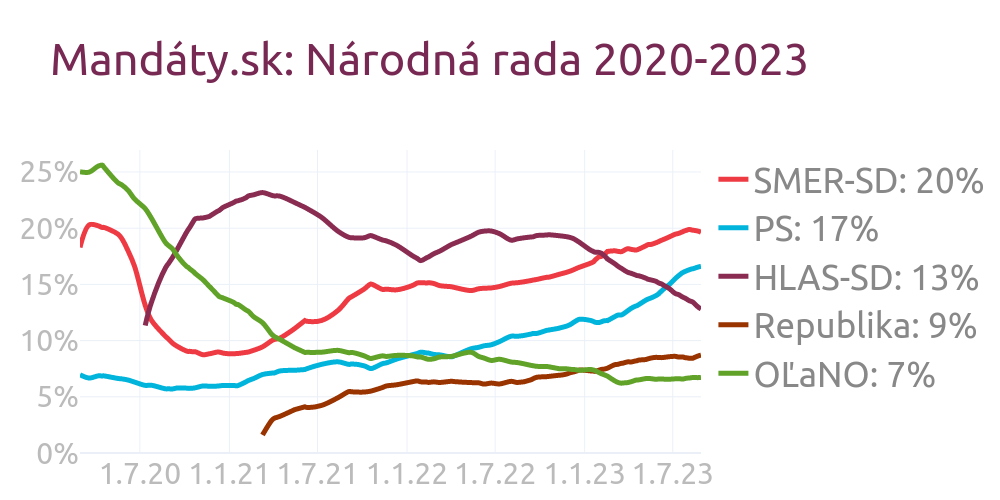 Mandáty.sk: Národná rada 2020-2023
25%
20%
15%
10%
5%
0%
1.7.20 1.1.21 1.7.21 1.1.22 1.7.22 1.1.23 1.7.23
SMER-SD: 20%
PS: 17%
HLAS-SD: 13%
Republika: 9%
OĽaNO: 7%